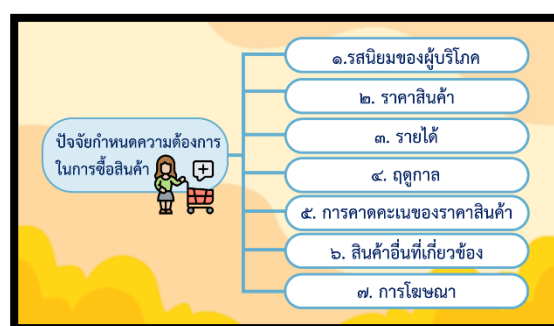 ปัจจัยกำหนดความต้องการ
ในการซื้อสินค้า
๑.รสนิยมของผู้บริโภค
๒. ราคาสินค้า
๓. รายได้
๔. ฤดูกาล
๕. การคาดคะเนของราคาสินค้า
๖. สินค้าอื่นที่เกี่ยวข้อง
๗. การโฆษณา